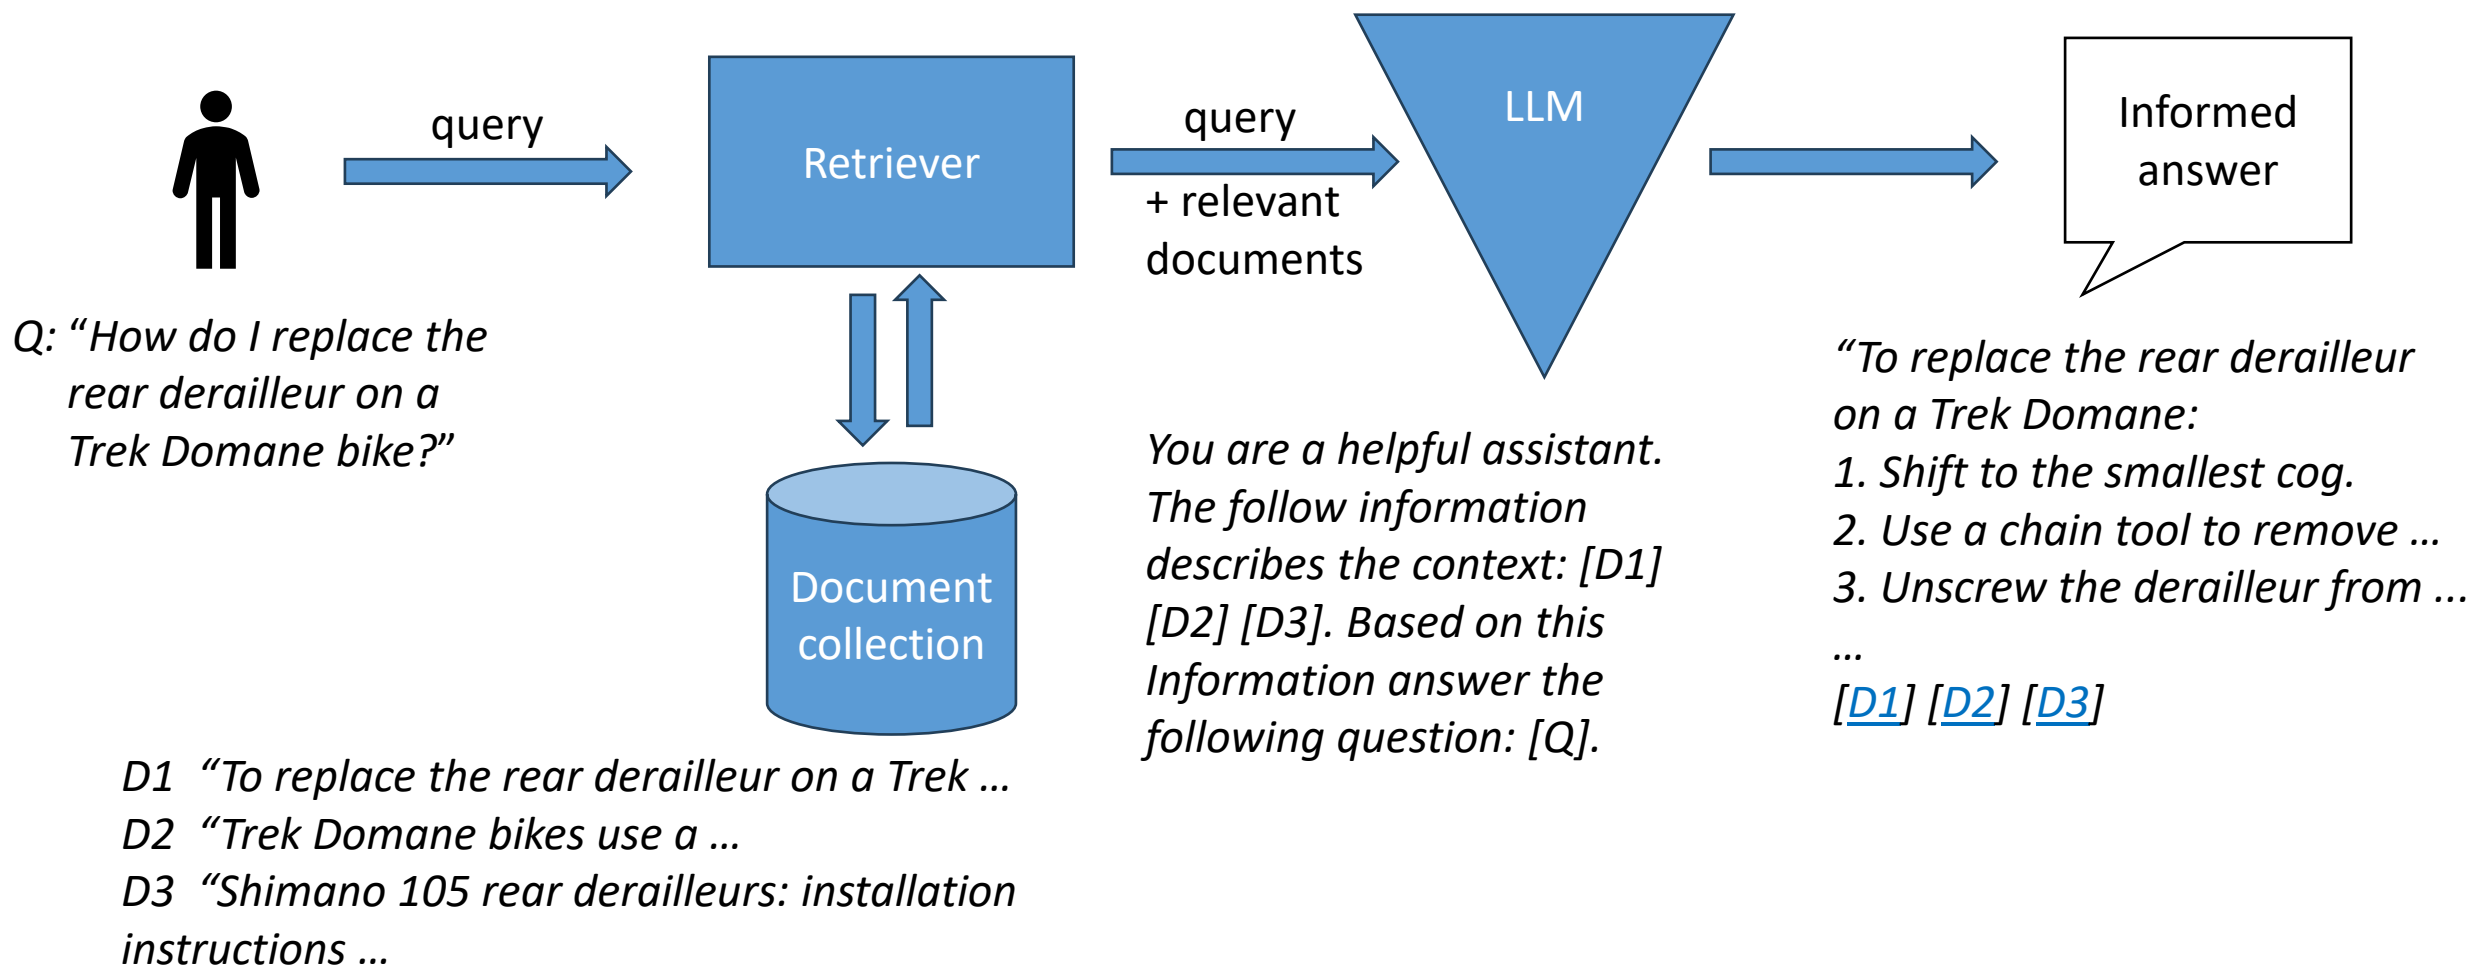 query
Retriever
query
+ relevant
documents
LLM
Informed
answer
Q: “How do I replace the
rear derailleur on a
Trek Domane bike?”
Document
collection
D1 “To replace the rear derailleur on a Trek …
D2 “Trek Domane bikes use a …
D3 “Shimano 105 rear derailleurs: installation
instructions …
You are a helpful assistant.
The follow information
describes the context: [D1]
[D2] [D3]. Based on this
Information answer the
following question: [Q].
“To replace the rear derailleur
on a Trek Domane:
1. Shift to the smallest cog.
2. Use a chain tool to remove …
3. Unscrew the derailleur from ...
…
[D1] [D2] [D3]